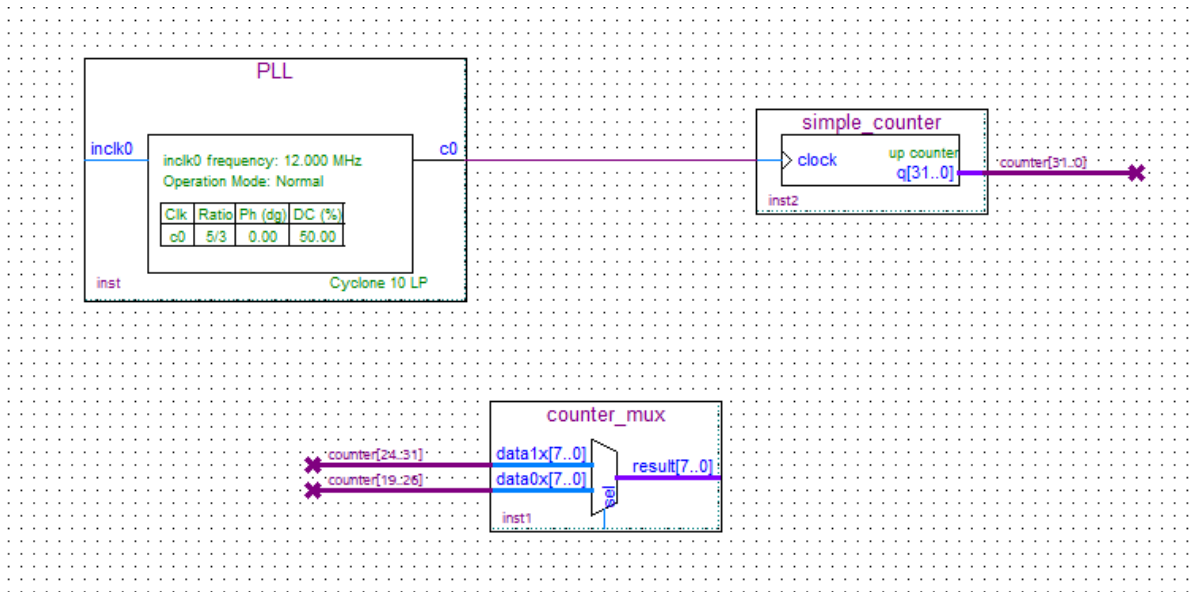 PLL
inclk0
c0
inclk0 frequency: 12.000 MHz
Operation Mode: Normal
Clk Ratio Ph (dg) DC (%)
c0 5/3 0.00 50.00
inst
Cyclone 10 LP
simple_counter
clock
up counter
q[31..0]
inst2
counter[31..0]
counter_mux
counter[24..31]
data1x[7..0]
counter[19..26]
data0x[7..0]
result[7..0]
sel
inst1